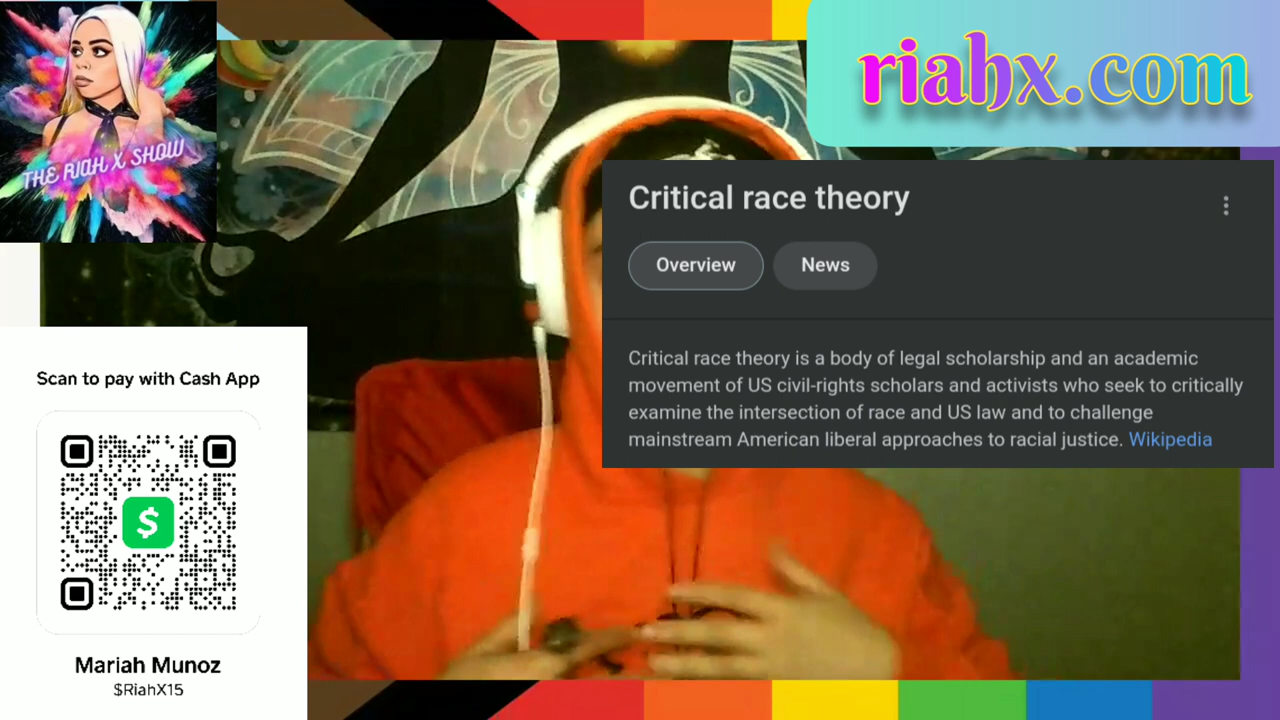 THE RIAH X SHOW
riahx.com
Critical race theory
Overview
News
Critical race theory is a body of legal scholarship and an academic
movement of US civil-rights scholars and activists who seek to critically
examine the intersection of race and US law and to challenge
mainstream American liberal approaches to racial justice. Wikipedia
Scan to pay with Cash App
$
Mariah Munoz
$RiahX15